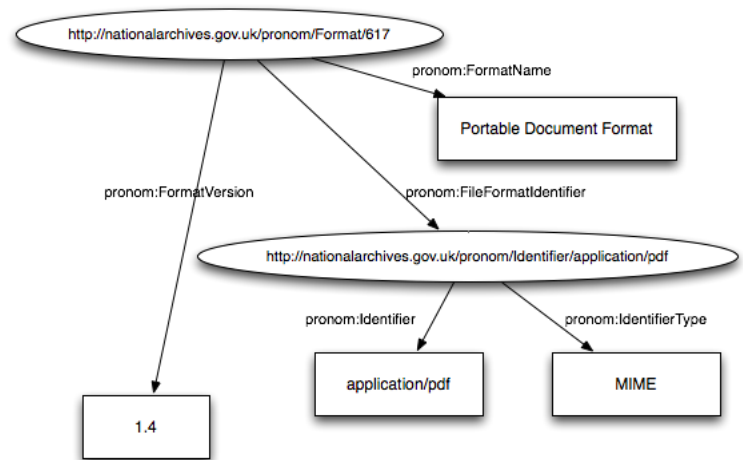 http://nationalarchives.gov.uk/pronom/Format/617
pronom:FormatName
Portable Document Format
pronom:FormatVersion
pronom:FileFormatIdentifier
http://nationalarchives.gov.uk/pronom/Identifier/application/pdf
pronom:Identifier
pronom:IdentifierType
application/pdf
MIME
1.4